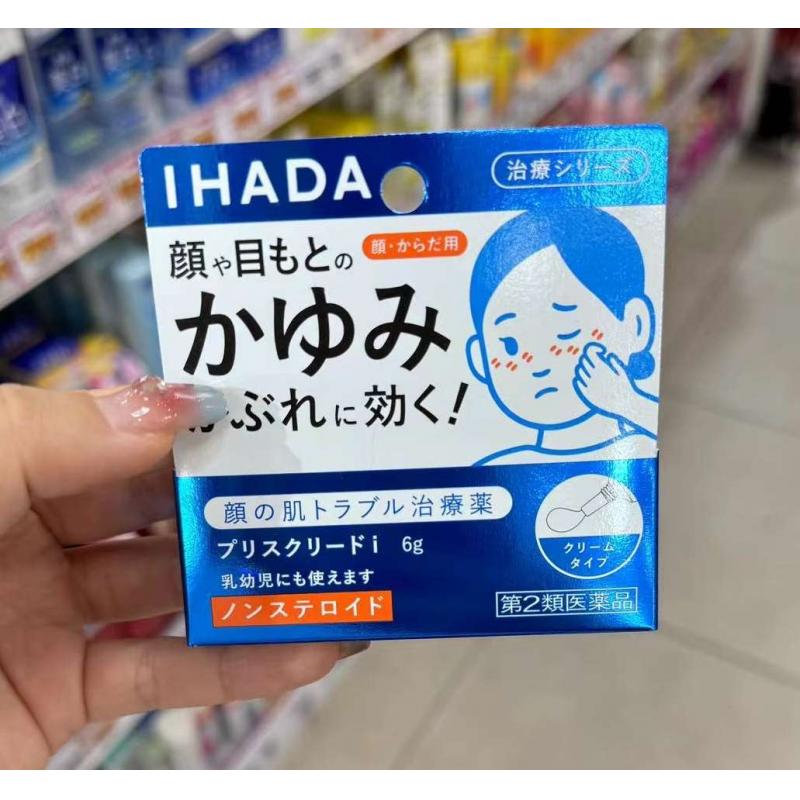 IHADA
治療シリーズ
顔や目もとの
顔・からだ用
かゆみ
かぶれに効く!
顔の肌トラブル治療薬
プリスクリードi 6g
乳幼児にも使えます
ノンステロイド
クリーム
タイプ
第2類医薬品